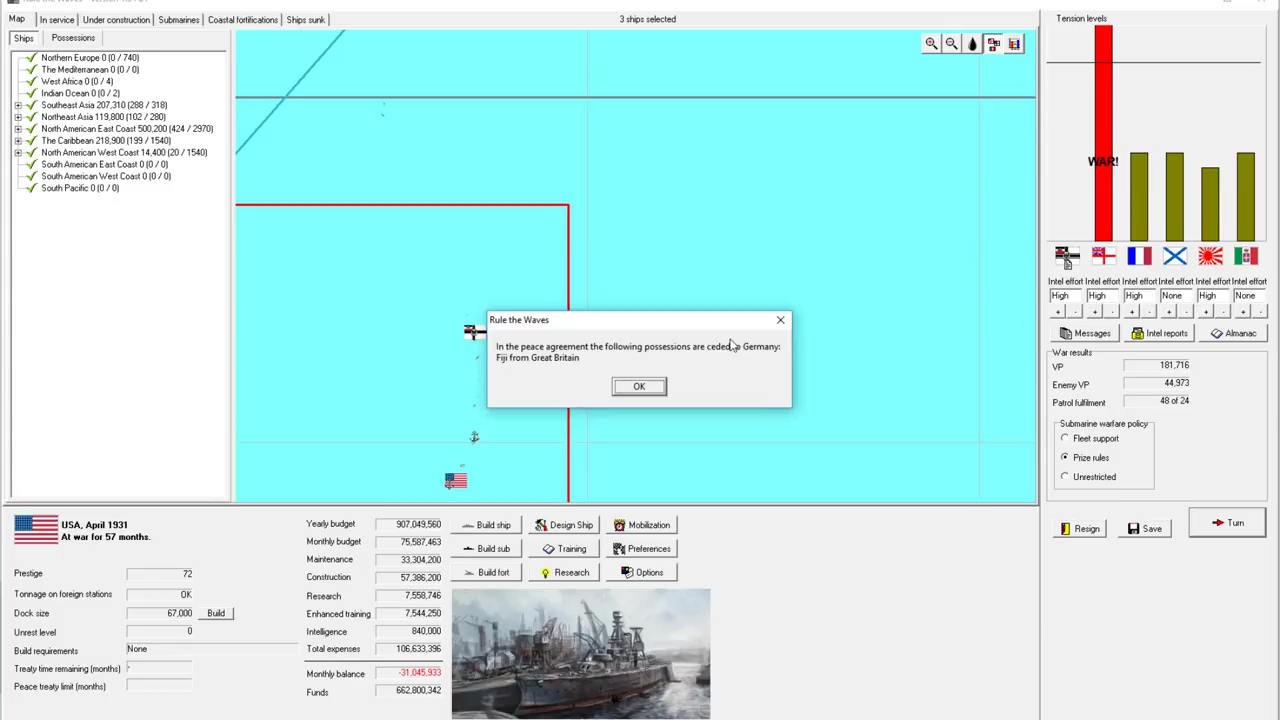 Map
In service
Under construction
Submarines
Coastal fortifications
Ships sunk
3 ships selected
Ships
Possessions
Northern Europe 0 (0 / 740)
The Mediterranean 0 (0 / 0)
West Africa 0 (0 / 4)
Indian Ocean 0 (0 / 2)
Southeast Asia 207,310 (288 / 318)
Northeast Asia 119,800 (102 / 280)
North American East Coast 500,200 (424 / 2970)
The Caribbean 218,900 (199 / 1540)
North American West Coast 14,400 (20 / 1540)
South American East Coast 0 (0 / 0)
South American West Coast 0 (0 / 0)
South Pacific 0 (0 / 0)
Rule the Waves
In the peace agreement the following possessions are ceded Germany:
Fiji from Great Britain
OK
Tension levels
WAR!
Intel effort Intel effort Intel effort Intel effort Intel effort Intel effort
High High High None High None
+ - + - + - + - + - + -
Messages
Intel reports
Almanac
War results
VP 181,716
Enemy VP 44,973
Patrol fulfilment 48 of 24
Submarine warfare policy
Fleet support
Prize rules
Unrestricted
Resign
Save
Turn
USA, April 1931
At war for 57 months.
Prestige 72
Tonnage on foreign stations OK
Dock size 67,000 Build
Unrest level 0
Build requirements None
Treaty time remaining (months) -
Peace treaty limit (months)
Yearly budget 907,049,560
Monthly budget 75,587,463
Maintenance 33,304,200
Construction 57,386,200
Research 7,558,746
Enhanced training 7,544,250
Intelligence 840,000
Total expenses 106,633,396
Monthly balance -31,045,933
Funds 662,800,342
Build ship
Design Ship
Mobilization
Build sub
Training
Preferences
Build fort
Research
Options